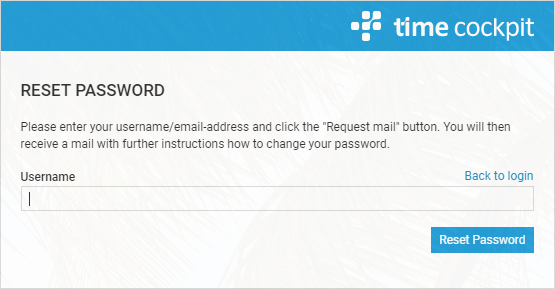 time cockpit
RESET PASSWORD
Please enter your username/email-address and click the "Request mail" button. You will then
receive a mail with further instructions how to change your password.
Username
Back to login
Reset Password